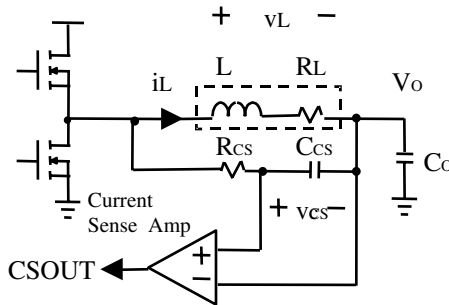 + vL −
iL L RL Vo
RCS CCS Co
Current
Sense Amp
+ vcs −
CSOUT
+
−